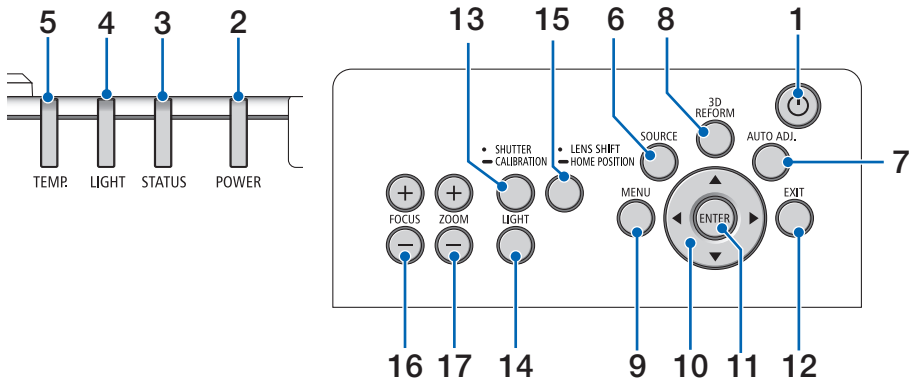 5 4 3 2 13 15 6 8 1
3D
REFORM
SOURCE AUTO ADJ.
• SHUTTER • LENS SHIFT
— CALIBRATION — HOME POSITION
7
TEMP. LIGHT STATUS POWER
MENU EXIT
+ +
FOCUS ZOOM LIGHT ENTER
− −
16 17 14 9 10 11 12